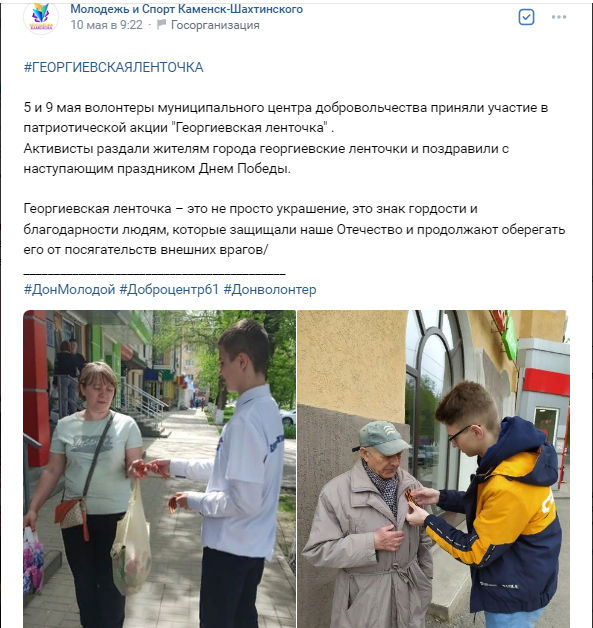 Молодежь и Спорт Каменск-Шахтинского
10 мая в 9:22 · Госорганизация
#ГЕОРГИЕВСКАЯЛЕНТОЧКА
5 и 9 мая волонтеры муниципального центра добровольчества приняли участие в
патриотической акции "Георгиевская ленточка" .
Активисты раздали жителям города георгиевские ленточки и поздравили с
наступающим праздником Днем Победы.
Георгиевская ленточка – это не просто украшение, это знак гордости и
благодарности людям, которые защищали наше Отечество и продолжают оберегать
его от посягательств внешних врагов/
___________________________________________
#ДонМолодой #Доброцентр61 #Донволонтер